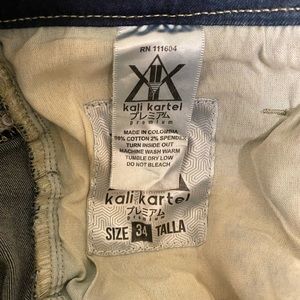 RN 111604
kali kartel
プレミアム
premium
MADE IN COLOMBIA
98% COTTON 2% SPENDEX
TURN INSIDE OUT
MACHINE WASH WARM
TUMBLE DRY LOW
DO NOT BLEACH
kali kartel
プレミアム
premium
SIZE 34 TALLA